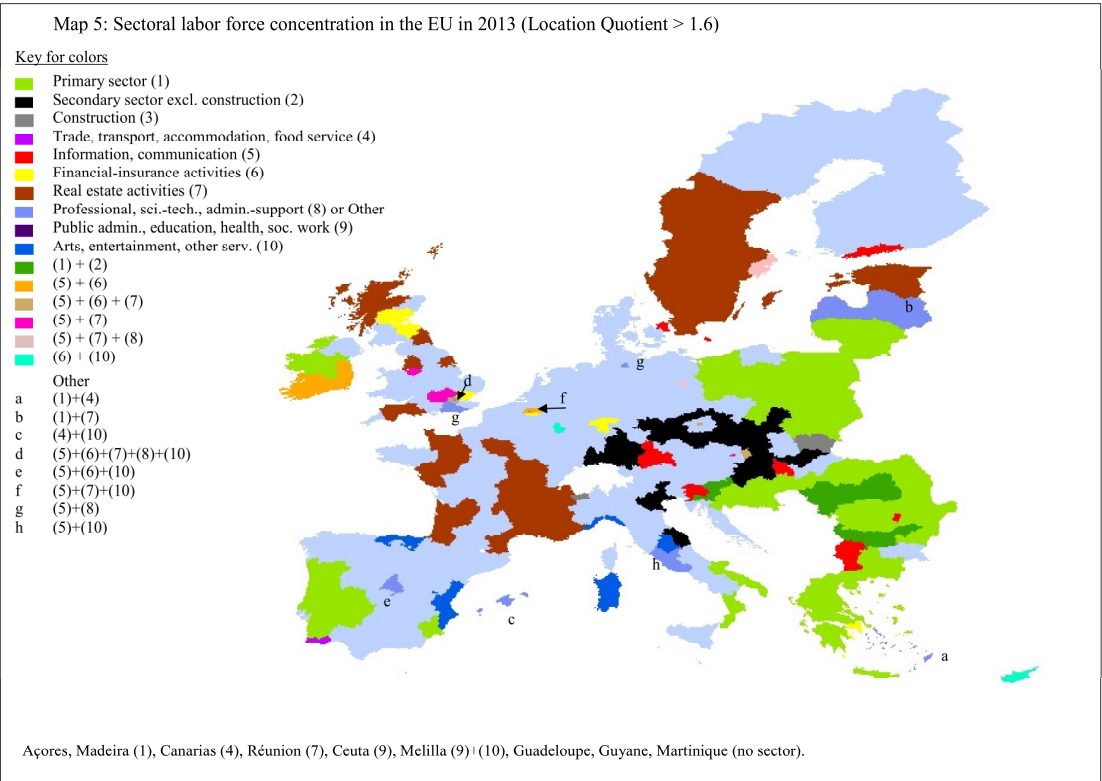 Map 5: Sectoral labor force concentration in the EU in 2013 (Location Quotient > 1.6)
Key for colors
Primary sector (1)
Secondary sector excl. construction (2)
Construction (3)
Trade, transport, accommodation, food service (4)
Information, communication (5)
Financial-insurance activities (6)
Real estate activities (7)
Professional, sci.-tech., admin.-support (8) or Other
Public admin., education, health, soc. work (9)
Arts, entertainment, other serv. (10)
(1) + (2)
(5) + (6)
(5) + (6) + (7)
(5) + (7)
(5) + (7) + (8)
(6) + (10)
Other
a (1)+(4)
b (1)+(7)
c (4)+(10)
d (5)+(6)+(7)+(8)+(10)
e (5)+(6)+(10)
f (5)+(7)+(10)
g (5)+(8)
h (5)+(10)
b
g
d
f
g
h
e
c
a
Açores, Madeira (1), Canarias (4), Réunion (7), Ceuta (9), Melilla (9)+(10), Guadeloupe, Guyane, Martinique (no sector).